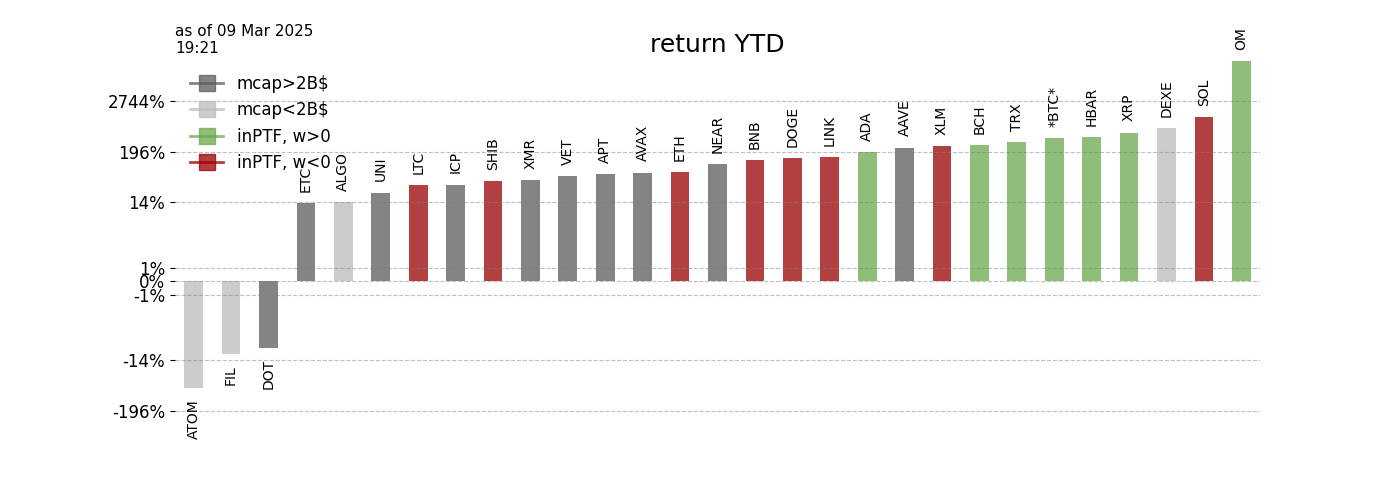 as of 09 Mar 2025
19:21
return YTD
mcap>2B$
mcap<2B$
inPTF, w>0
inPTF, w<0
2744%
196%
14%
1%
0%
-1%
-14%
-196%
ATOM
FIL
DOT
ETC
ALGO
UNI
LTC
ICP
SHIB
XMR
VET
APT
AVAX
ETH
NEAR
BNB
DOGE
LINK
ADA
AAVE
XLM
BCH
TRX
*BTC*
HBAR
XRP
DEXE
SOL
OM